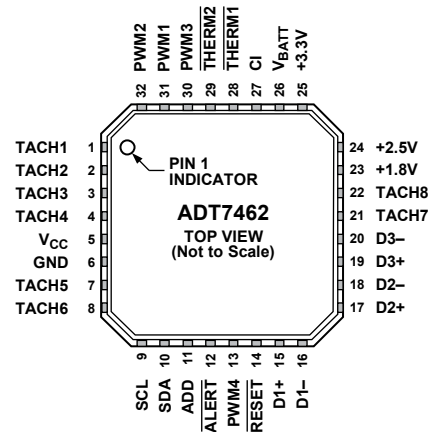 PWM2
PWM1
PWM3
THERM2
THERM1
CI
VBATT
+3.3V
32
31
30
29
28
27
26
25
TACH1 1
TACH2 2
TACH3 3
TACH4 4
VCC 5
GND 6
TACH5 7
TACH6 8
PIN 1
INDICATOR
ADT7462
TOP VIEW
(Not to Scale)
24 +2.5V
23 +1.8V
22 TACH8
21 TACH7
20 D3–
19 D3+
18 D2–
17 D2+
9
10
11
12
13
14
15
16
SCL
SDA
ADD
ALERT
PWM4
RESET
D1+
D1–